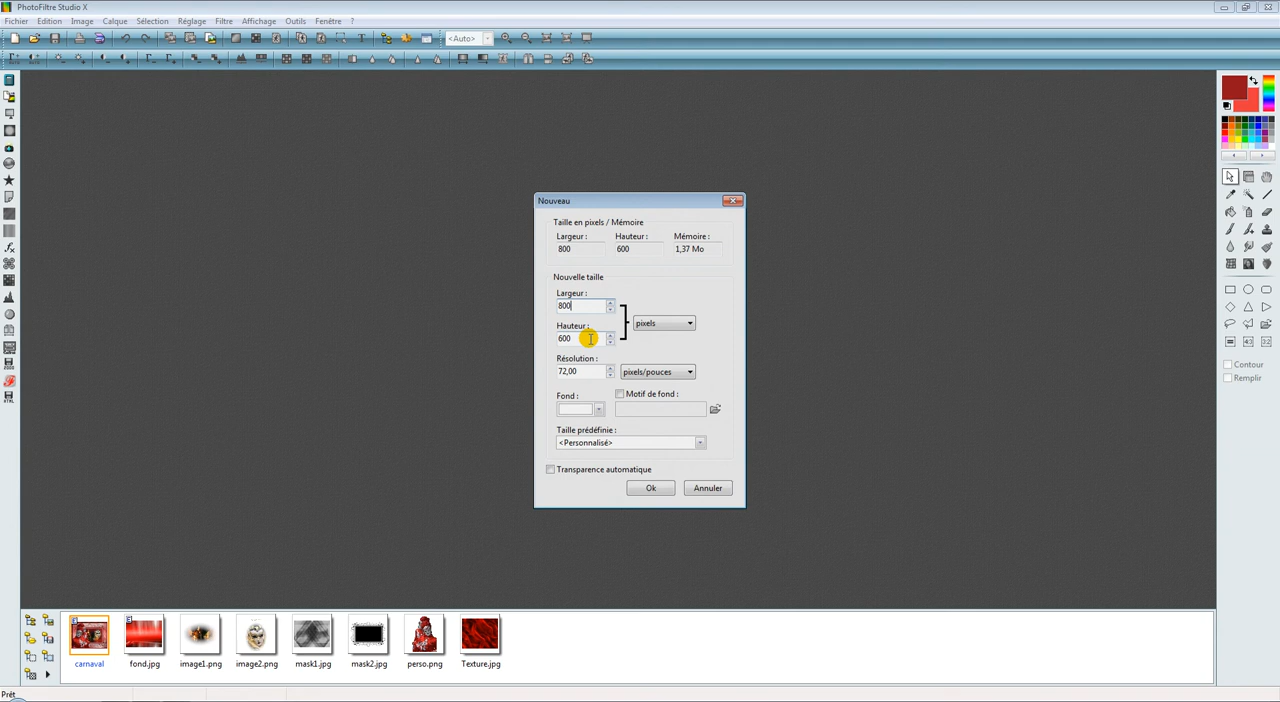 PhotoFiltre Studio X
Fichier Edition Image Calque Sélection Réglage Filtre Affichage Outils Fenêtre ?
<Auto>
Nouveau
Taille en pixels / Mémoire
Largeur : Hauteur : Mémoire :
800 600 1,37 Mo
Nouvelle taille
Largeur :
800
pixels
Hauteur :
600
Résolution :
72,00 pixels/pouces
Fond : Motif de fond :
Taille prédéfinie :
<Personnalisé>
Transparence automatique
Ok Annuler
Contour
Remplir
carnaval fond.jpg image1.png image2.png mask1.jpg mask2.jpg perso.png Texture.jpg
Prêt